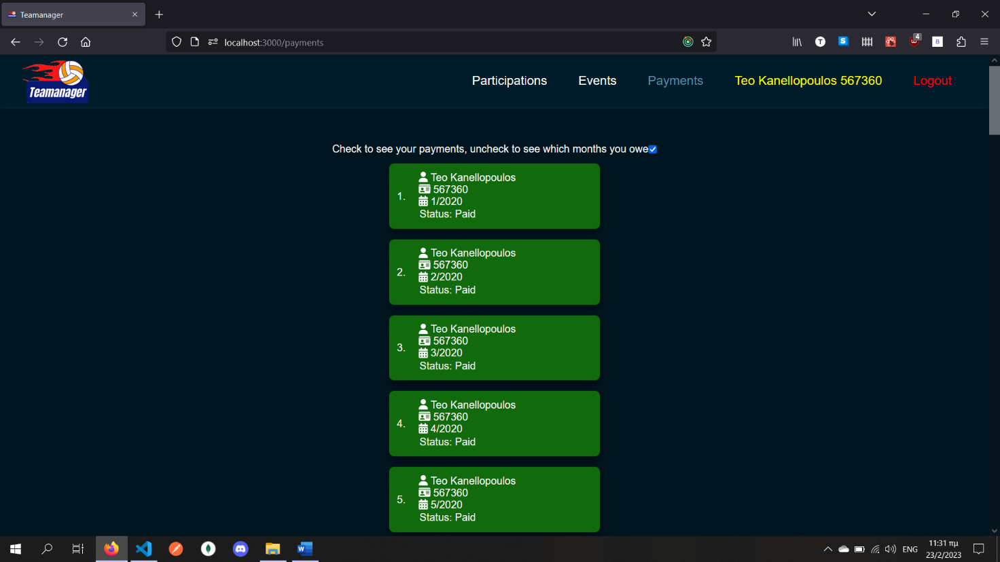 Teamanager
localhost:3000/payments
4
T
S
B
Teamanager
Participations
Events
Payments
Teo Kanellopoulos 567360
Logout
Check to see your payments, uncheck to see which months you owe
1.
Teo Kanellopoulos
567360
1/2020
Status: Paid
2.
Teo Kanellopoulos
567360
2/2020
Status: Paid
3.
Teo Kanellopoulos
567360
3/2020
Status: Paid
4.
Teo Kanellopoulos
567360
4/2020
Status: Paid
5.
Teo Kanellopoulos
567360
5/2020
Status: Paid
W
ENG
11:31 πμ
23/2/2023